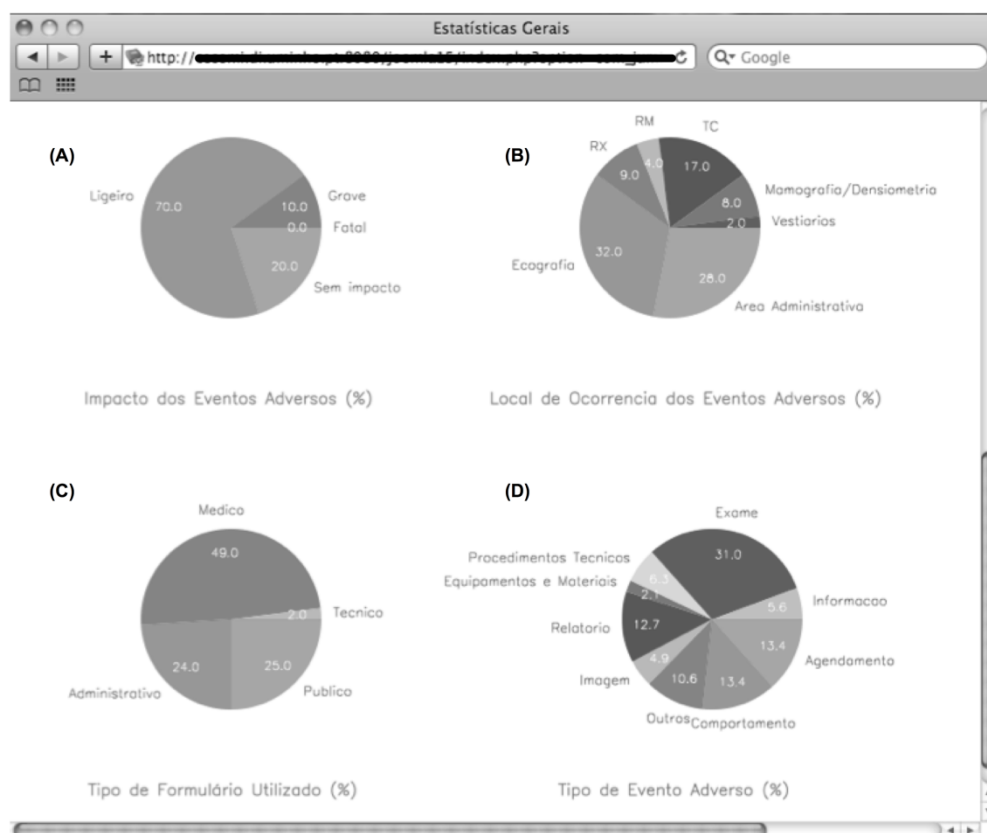 Estatísticas Gerais
http://
Google
(A)
Ligeiro
70.0
Grave
10.0
0.0
Fatal
20.0
Sem impacto
Impacto dos Eventos Adversos (%)
(B)
RM
TC
RX
4.0
17.0
9.0
Mamografia/Densiometria
8.0
Vestiarios
2.0
32.0
Ecografia
28.0
Area Administrativa
Local de Ocorrencia dos Eventos Adversos (%)
(C)
Medico
49.0
2.0
Tecnico
24.0
25.0
Administrativo
Publico
Tipo de Formulário Utilizado (%)
(D)
Exame
31.0
Procedimentos Tecnicos
6.3
Equipamentos e Materiais
2.1
Informacao
5.6
Relatorio
12.7
13.4
Agendamento
4.9
Imagem
10.6
13.4
Outros
Comportamento
Tipo de Evento Adverso (%)